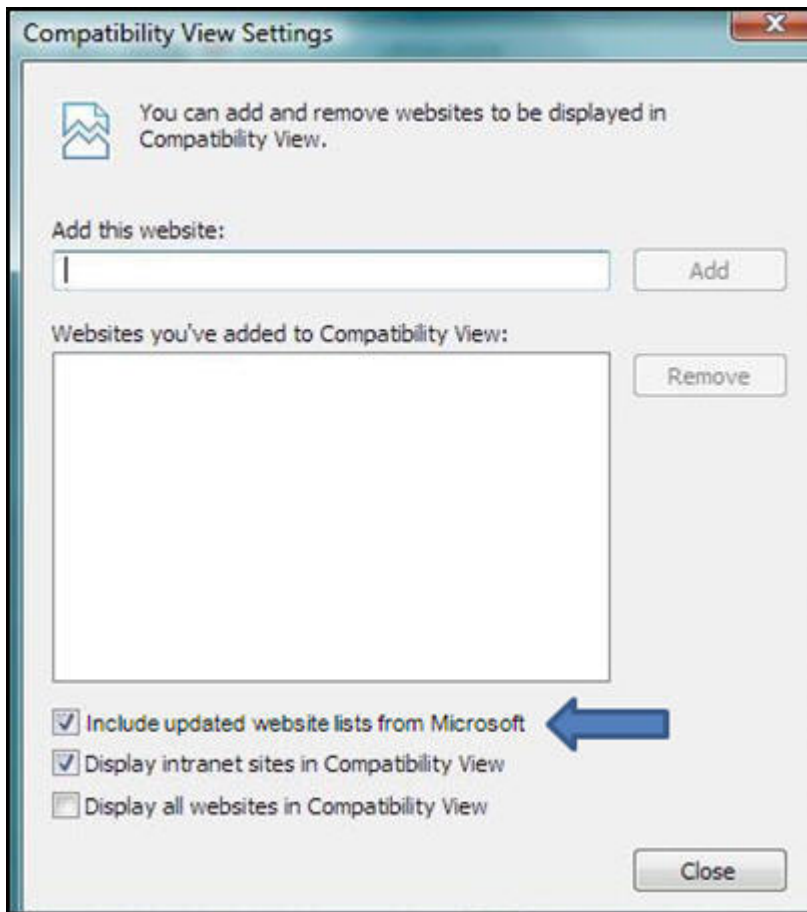 Compatibility View Settings
You can add and remove websites to be displayed in
Compatibility View.
Add this website:
Add
Websites you've added to Compatibility View:
Remove
Include updated website lists from Microsoft
Display intranet sites in Compatibility View
Display all websites in Compatibility View
Close